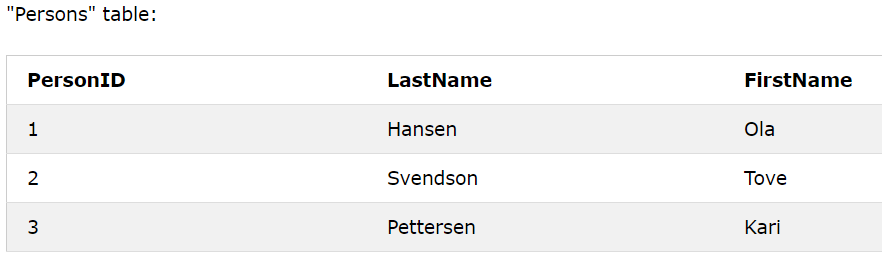 "Persons" table:
PersonID LastName FirstName
1 Hansen Ola
2 Svendson Tove
3 Pettersen Kari